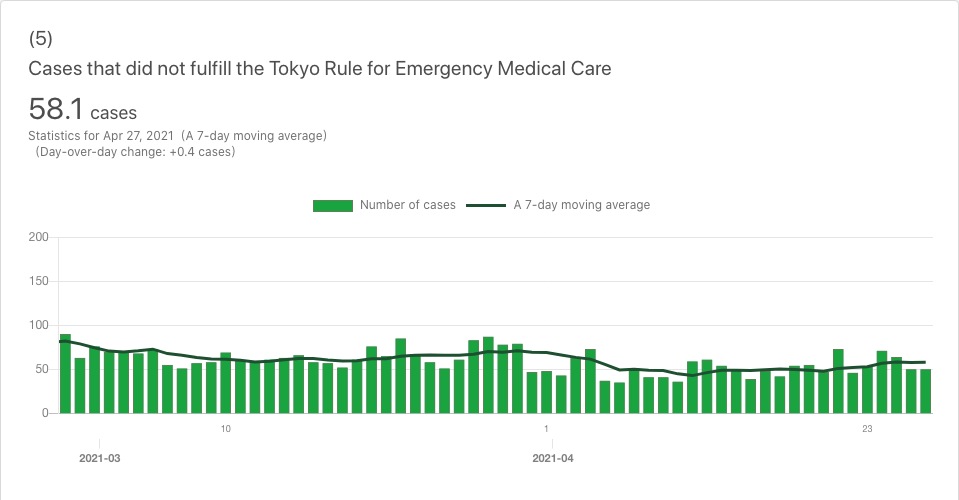 (5)
Cases that did not fulfill the Tokyo Rule for Emergency Medical Care
58.1 cases
Statistics for Apr 27, 2021 (A 7-day moving average)
(Day-over-day change: +0.4 cases)
Number of cases A 7-day moving average
200
150
100
50
0
10 1 23
2021-03 2021-04